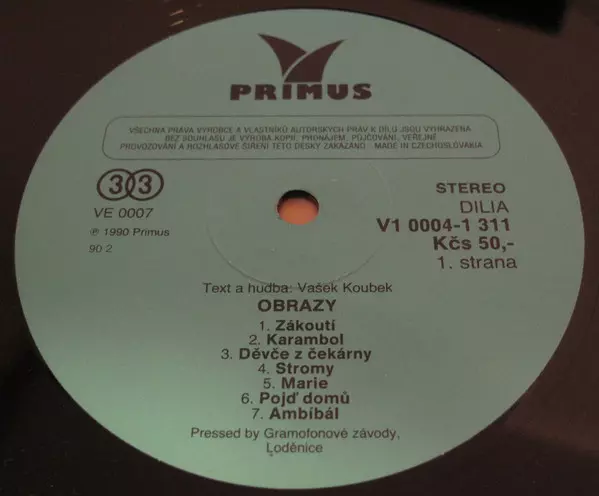 PRIMUS
VŠECHNA PRÁVA VÝROBCE A VLASTNÍKŮ AUTORSKÝCH PRÁV K DÍLU JSOU VYHRAZENA
BEZ SOUHLASU JE VÝROBA KOPIÍ, PRONÁJEM, PŮJČOVÁNÍ, VEŘEJNÉ
PROVOZOVÁNÍ A ROZHLASOVÉ ŠÍŘENÍ TÉTO DESKY ZAKÁZÁNO · MADE IN CZECHOSLOVAKIA
33
VE 0007
℗ 1990 Primus
90 2
STEREO
DILIA
V1 0004-1 311
Kčs 50,-
1. strana
Text a hudba: Vašek Koubek
OBRAZY
1. Zákoutí
2. Karambol
3. Děvče z čekárny
4. Stromy
5. Marie
6. Pojď domů
7. Ambíbál
Pressed by Gramofonové závody,
Loděnice